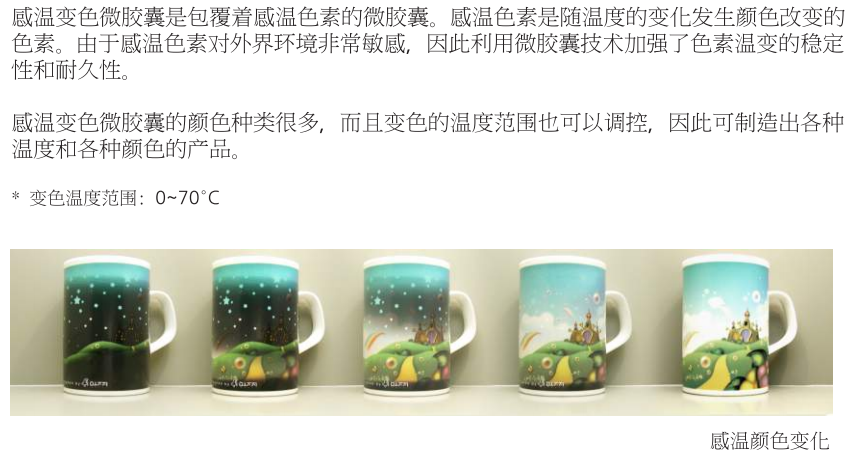 感温变色微胶囊是包覆着感温色素的微胶囊。感温色素是随温度的变化发生颜色改变的
色素。由于感温色素对外界环境非常敏感，因此利用微胶囊技术加强了色素温变的稳定
性和耐久性。
感温变色微胶囊的颜色种类很多，而且变色的温度范围也可以调控，因此可制造出各种
温度和各种颜色的产品。
* 变色温度范围：0~70°C
感温颜色变化